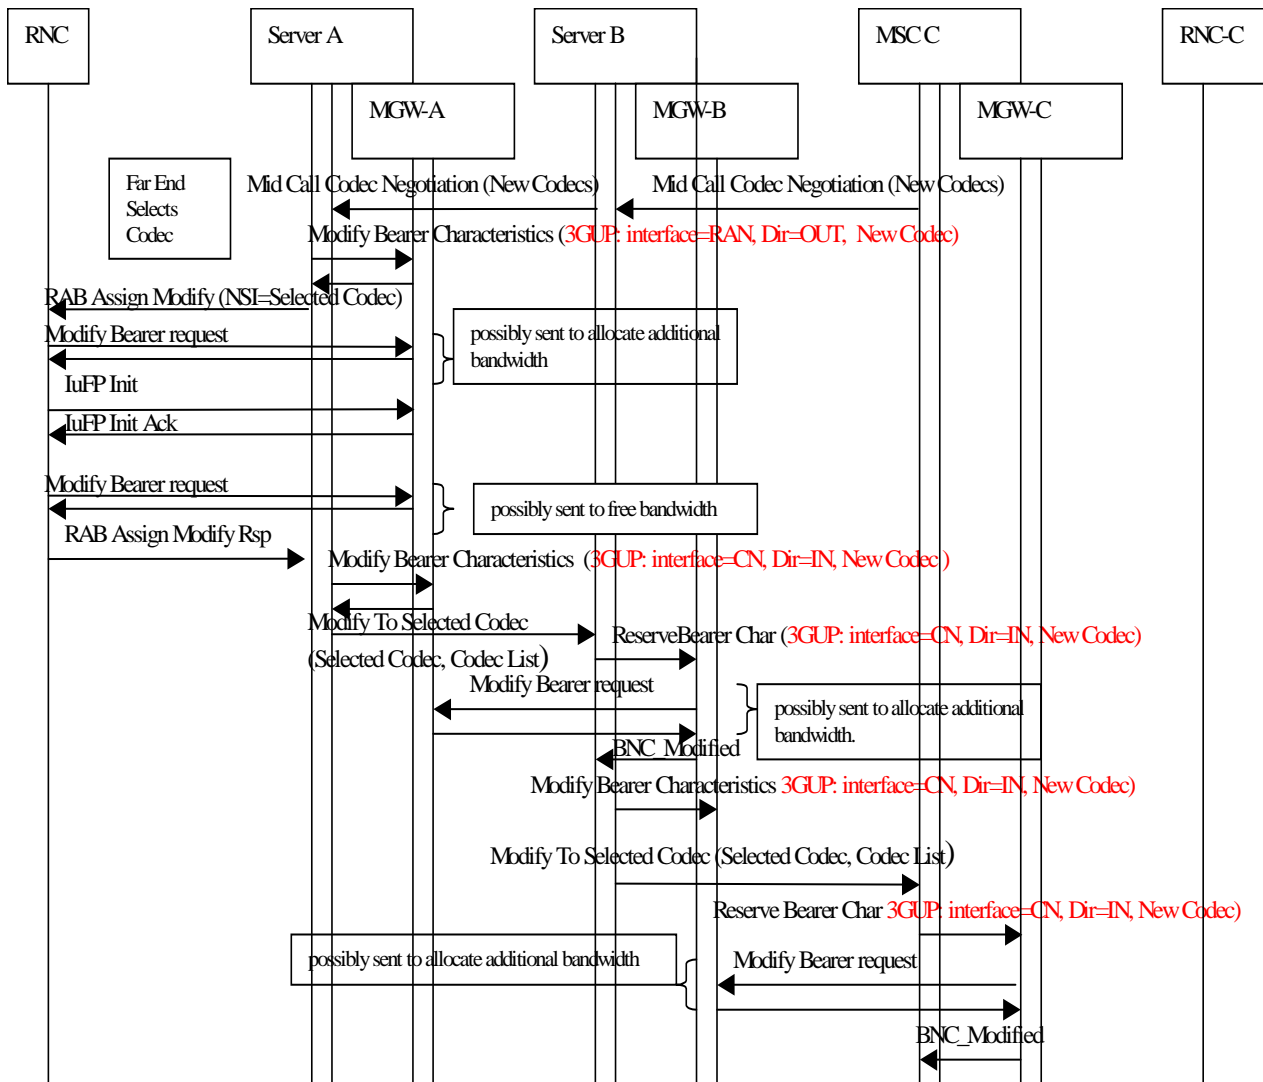 RNC
Server A
Server B
MSC C
RNC-C
MGW-A
MGW-B
MGW-C
Far End
Selects
Codec
Mid Call Codec Negotiation (New Codecs)
Mid Call Codec Negotiation (New Codecs)
Modify Bearer Characteristics (3GUP: interface=RAN, Dir=OUT, New Codec)
RAB Assign Modify (NSI=Selected Codec)
Modify Bearer request
possibly sent to allocate additional
bandwidth
IuFP Init
IuFP Init Ack
Modify Bearer request
possibly sent to free bandwidth
RAB Assign Modify Rsp
Modify Bearer Characteristics (3GUP: interface=CN, Dir=IN, New Codec )
Modify To Selected Codec
(Selected Codec, Codec List)
ReserveBearer Char (3GUP: interface=CN, Dir=IN, New Codec)
Modify Bearer request
possibly sent to allocate additional
bandwidth.
BNC_Modified
Modify Bearer Characteristics 3GUP: interface=CN, Dir=IN, New Codec)
Modify To Selected Codec (Selected Codec, Codec List)
Reserve Bearer Char 3GUP: interface=CN, Dir=IN, New Codec)
possibly sent to allocate additional bandwidth
Modify Bearer request
BNC_Modified